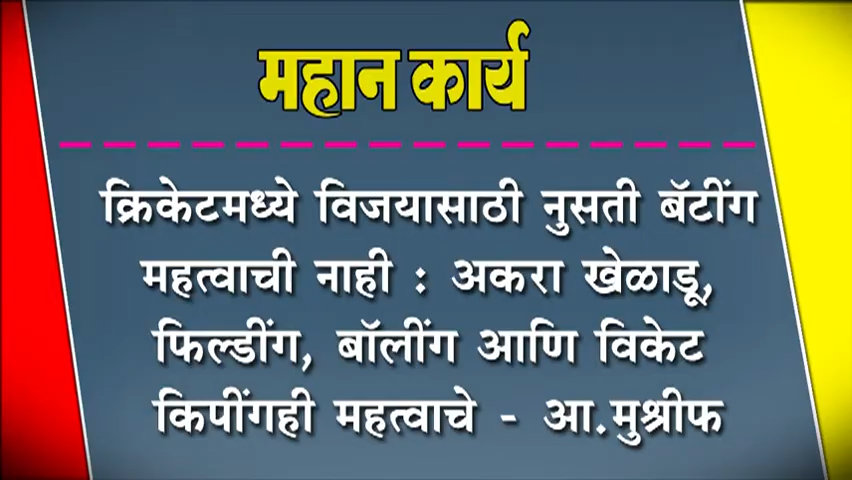 महान कार्य
क्रिकेटमध्ये विजयासाठी नुसती बॅटींग
महत्वाची नाही : अकरा खेळाडू,
फिल्डींग, बॉलींग आणि विकेट
किपींगही महत्वाचे - आ.मुश्रीफ